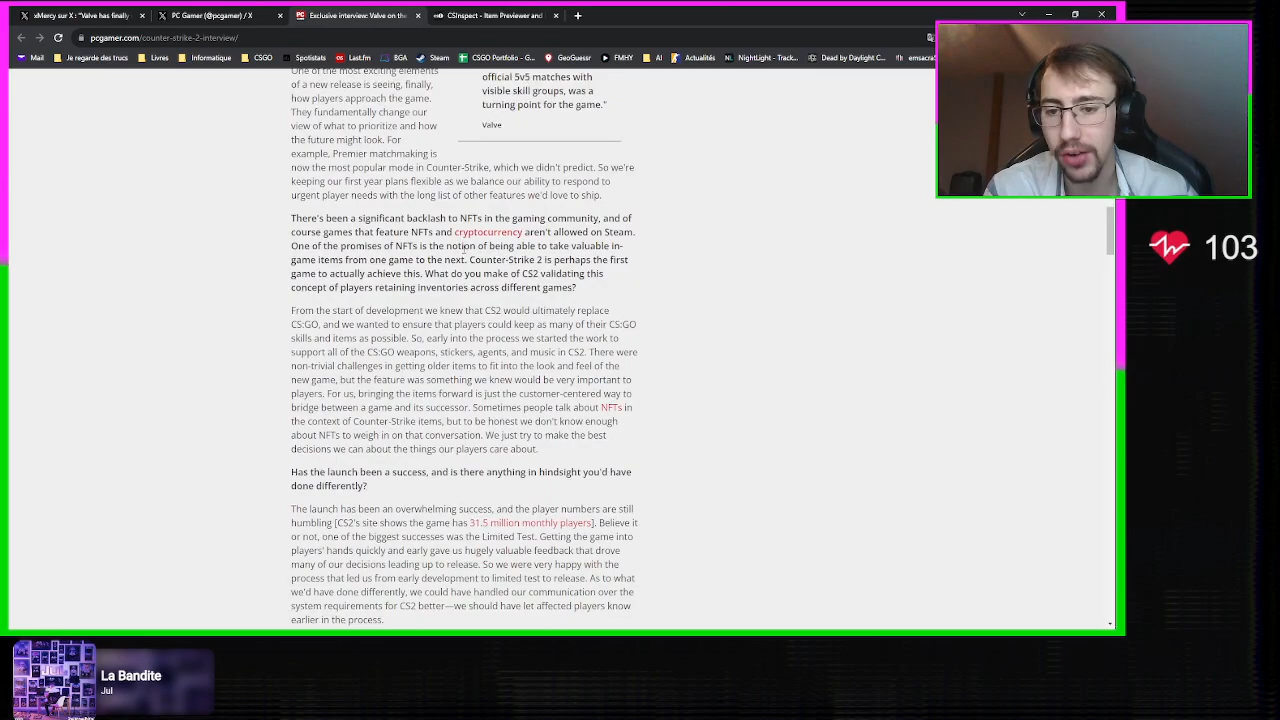 xMercy sur X : "Valve has finally
PC Gamer (@pcgamer) / X
Exclusive interview: Valve on the
CSInspect - Item Previewer and
pcgamer.com/counter-strike-2-interview/
Mail
Je regarde des trucs
Livres
Informatique
CSGO
Spotistats
Last.fm
BGA
Steam
CSGO Portfolio - G...
GeoGuessr
FMHY
AI
Actualités
NightLight - Track...
Dead by Daylight C...
emsacra
One of the most exciting elements
of a new release is seeing, finally,
how players approach the game.
They fundamentally change our
view of what to prioritize and how
the future might look. For
example, Premier matchmaking is
now the most popular mode in Counter-Strike, which we didn't predict. So we're
keeping our first year plans flexible as we balance our ability to respond to
urgent player needs with the long list of other features we'd love to ship.
official 5v5 matches with
visible skill groups, was a
turning point for the game."
Valve
There's been a significant backlash to NFTs in the gaming community, and of
course games that feature NFTs and cryptocurrency aren't allowed on Steam.
One of the promises of NFTs is the notion of being able to take valuable in-
game items from one game to the next. Counter-Strike 2 is perhaps the first
game to actually achieve this. What do you make of CS2 validating this
concept of players retaining inventories across different games?
From the start of development we knew that CS2 would ultimately replace
CS:GO, and we wanted to ensure that players could keep as many of their CS:GO
skills and items as possible. So, early into the process we started the work to
support all of the CS:GO weapons, stickers, agents, and music in CS2. There were
non-trivial challenges in getting older items to fit into the look and feel of the
new game, but the feature was something we knew would be very important to
players. For us, bringing the items forward is just the customer-centered way to
bridge between a game and its successor. Sometimes people talk about NFTs in
the context of Counter-Strike items, but to be honest we don't know enough
about NFTs to weigh in on that conversation. We just try to make the best
decisions we can about the things our players care about.
Has the launch been a success, and is there anything in hindsight you'd have
done differently?
The launch has been an overwhelming success, and the player numbers are still
humbling [CS2's site shows the game has 31.5 million monthly players]. Believe it
or not, one of the biggest successes was the Limited Test. Getting the game into
players' hands quickly and early gave us hugely valuable feedback that drove
many of our decisions leading up to release. So we were very happy with the
process that led us from early development to limited test to release. As to what
we'd have done differently, we could have handled our communication over the
system requirements for CS2 better—we should have let affected players know
earlier in the process.
103
La Bandite
Jul